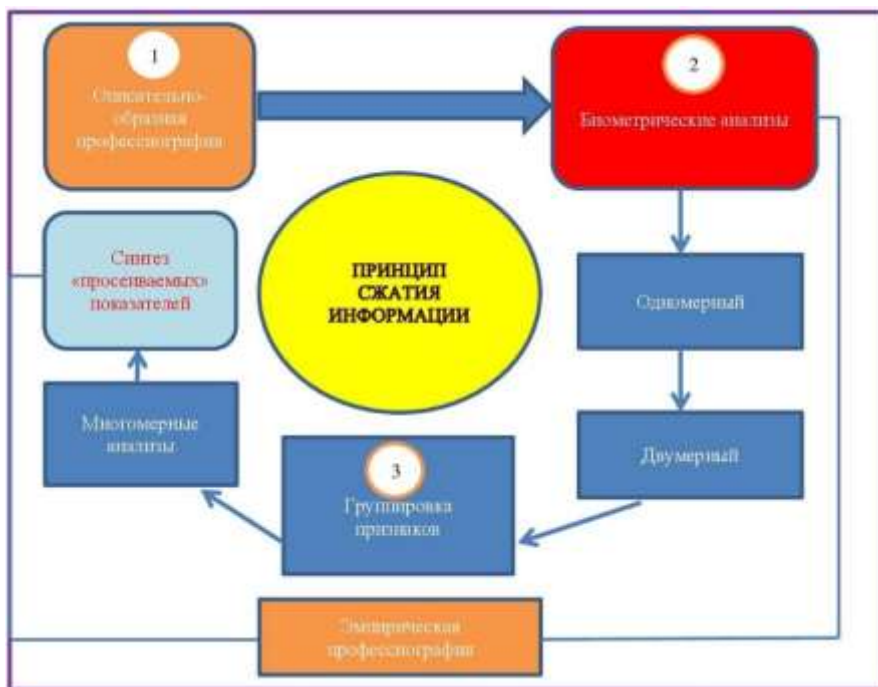 1
Описательно-
образная
профессиография
2
Биометрические анализы
Синтез
«просеиваемых»
показателей
ПРИНЦИП
СЖАТИЯ
ИНФОРМАЦИИ
Одномерный
Многомерные
анализы
3
Группировка
признаков
Двумерный
Эмпирическая
профессиография